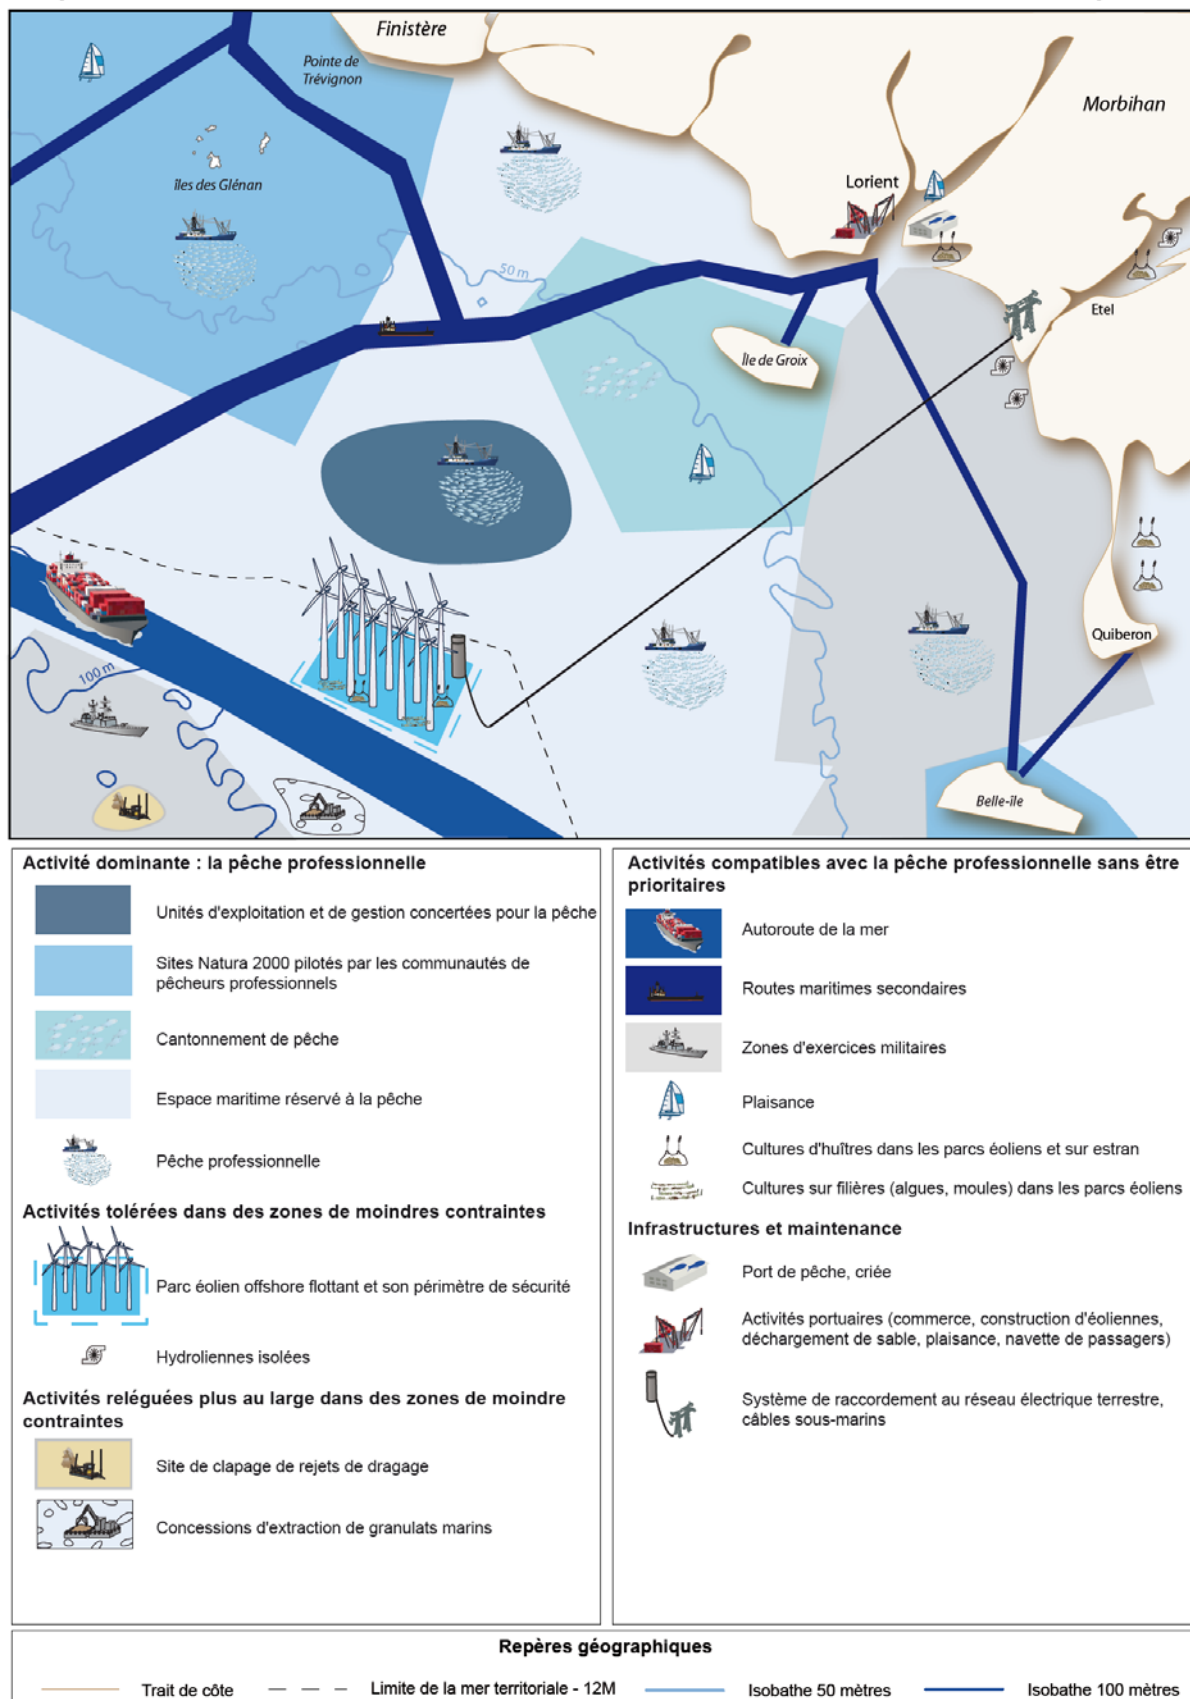 Finistère
Pointe de
Trévignon
Morbihan
îles des Glénan
Lorient
50 m
Etel
Île de Groix
Quiberon
100 m
Belle-île
Activité dominante : la pêche professionnelle
Unités d'exploitation et de gestion concertées pour la pêche
Sites Natura 2000 pilotés par les communautés de
pêcheurs professionnels
Cantonnement de pêche
Espace maritime réservé à la pêche
Pêche professionnelle
Activités tolérées dans des zones de moindres contraintes
Parc éolien offshore flottant et son périmètre de sécurité
Hydroliennes isolées
Activités reléguées plus au large dans des zones de moindre
contraintes
Site de clapage de rejets de dragage
Concessions d'extraction de granulats marins
Activités compatibles avec la pêche professionnelle sans être
prioritaires
Autoroute de la mer
Routes maritimes secondaires
Zones d'exercices militaires
Plaisance
Cultures d'huîtres dans les parcs éoliens et sur estran
Cultures sur filières (algues, moules) dans les parcs éoliens
Infrastructures et maintenance
Port de pêche, criée
Activités portuaires (commerce, construction d'éoliennes,
déchargement de sable, plaisance, navette de passagers)
Système de raccordement au réseau électrique terrestre,
câbles sous-marins
Repères géographiques
Trait de côte
Limite de la mer territoriale - 12M
Isobathe 50 mètres
Isobathe 100 mètres